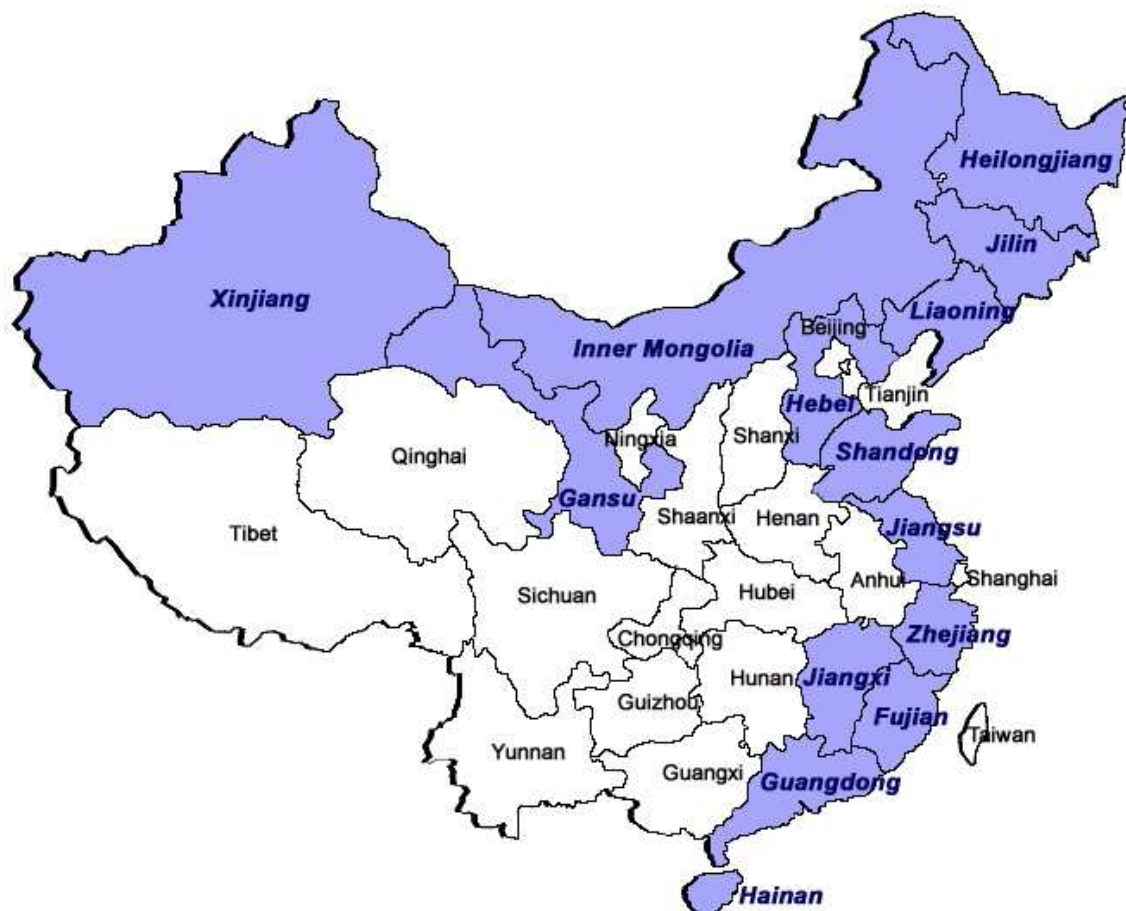 Heilongjiang
Jilin
Xinjiang
Liaoning
Beijing
Inner Mongolia
Tianjin
Hebei
Ningxia
Shanxi
Qinghai
Shandong
Gansu
Shaanxi
Henan
Jiangsu
Tibet
Anhui
Shanghai
Sichuan
Hubei
Chongqing
Zhejiang
Hunan
Jiangxi
Guizhou
Fujian
Taiwan
Yunnan
Guangxi
Guangdong
Hainan